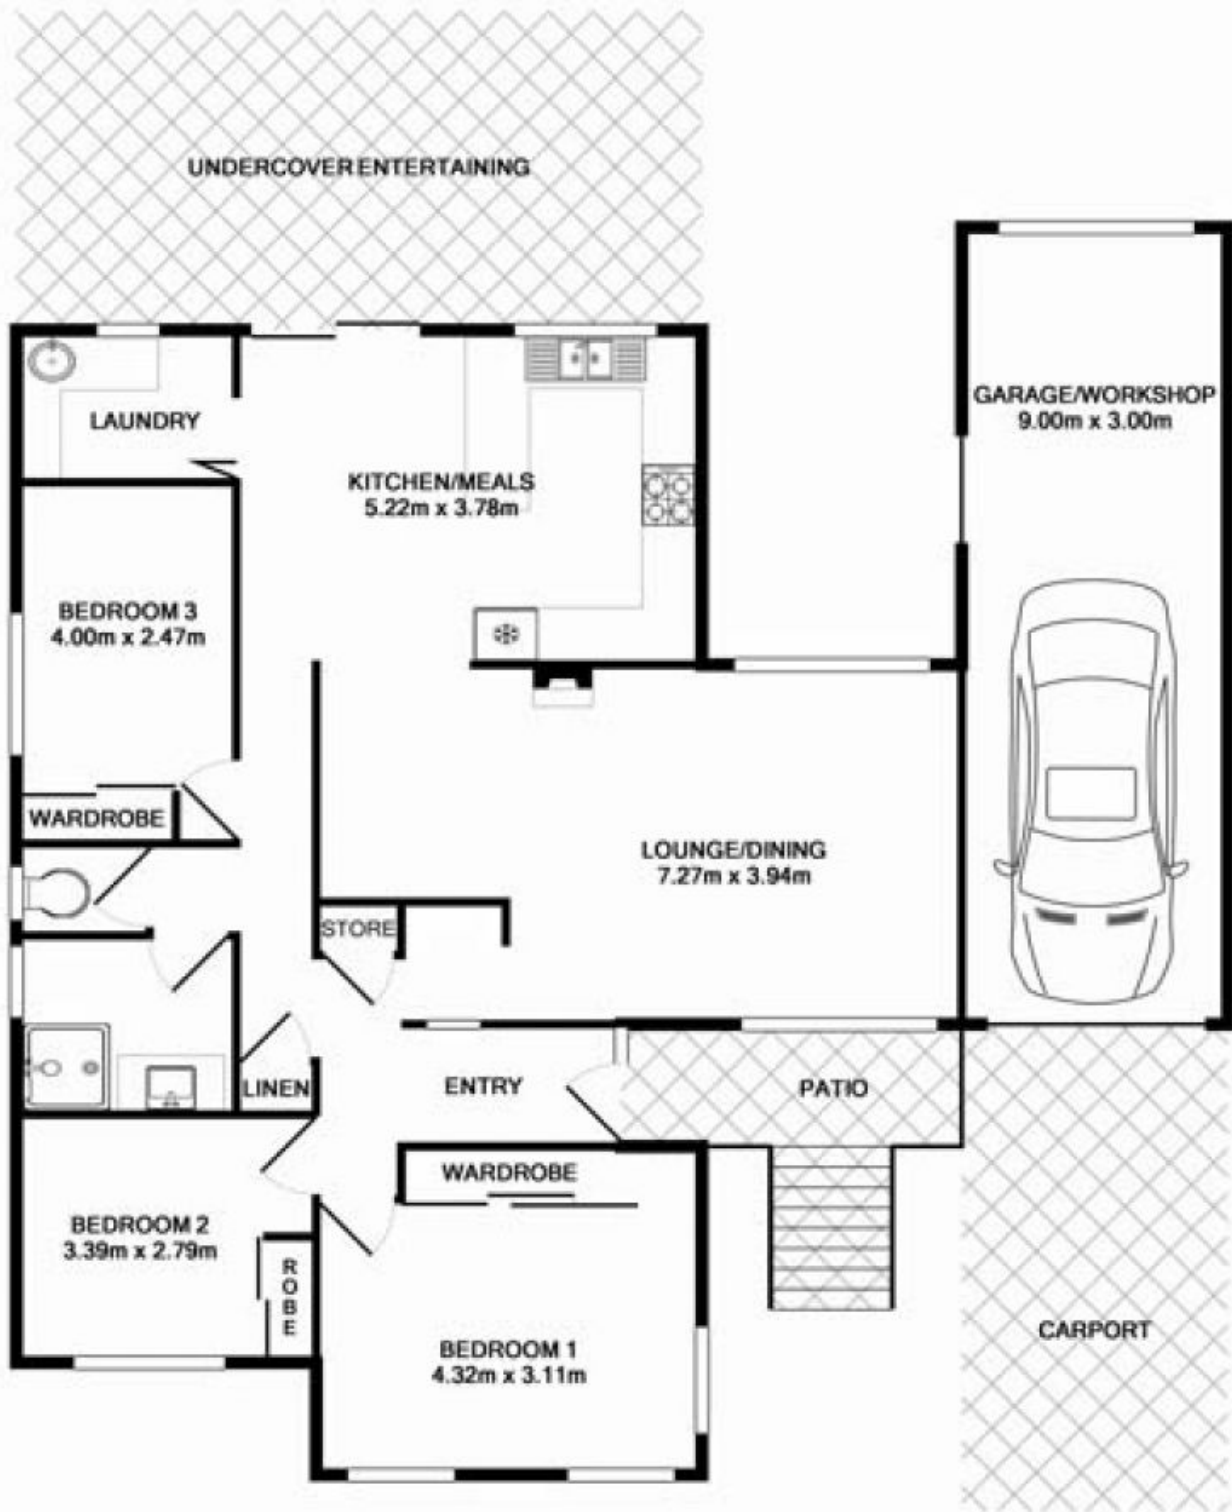 UNDERCOVER ENTERTAINING
GARAGE/WORKSHOP
9.00m x 3.00m
LAUNDRY
KITCHEN/MEALS
5.22m x 3.78m
BEDROOM 3
4.00m x 2.47m
WARDROBE
LOUNGE/DINING
7.27m x 3.94m
STORE
LINEN
ENTRY
PATIO
WARDROBE
BEDROOM 2
3.39m x 2.79m
ROBE
BEDROOM 1
4.32m x 3.11m
CARPORT